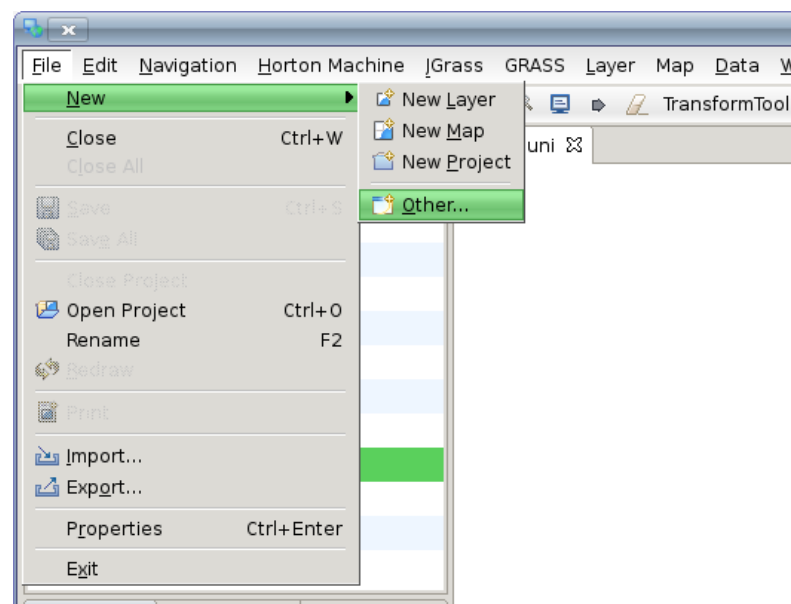 File Edit Navigation Horton Machine JGrass GRASS Layer Map Data W
New
New Layer
TransformTool
New Map
uni
New Project
Close Ctrl+W
Close All
Other...
Save Ctrl+S
Save All
Close Project
Open Project Ctrl+O
Rename F2
Redraw
Print
Import...
Export...
Properties Ctrl+Enter
Exit